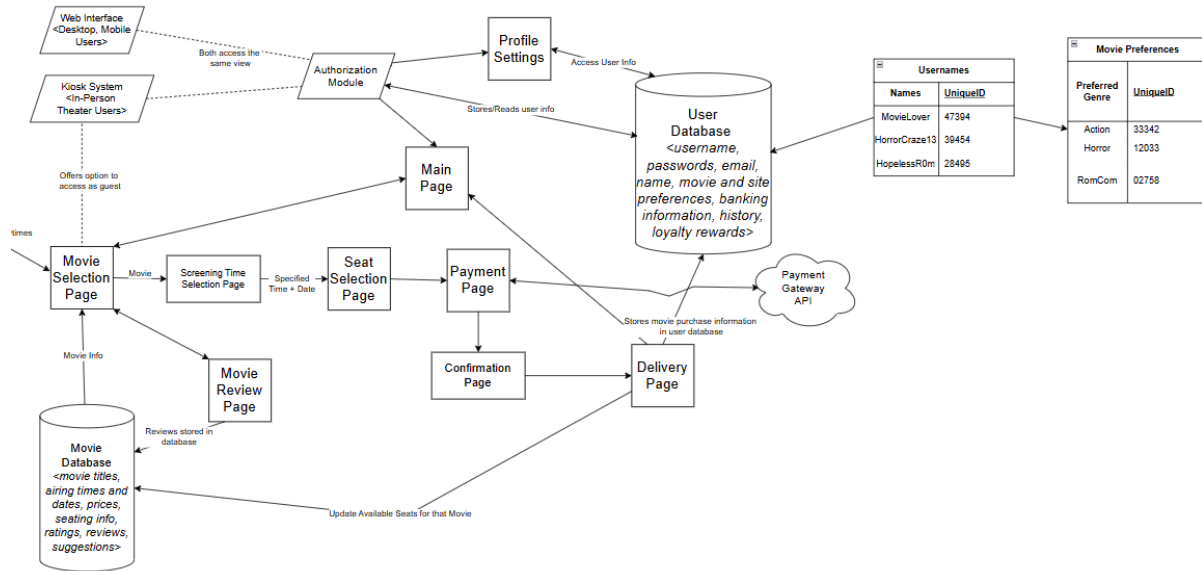 Web Interface
<Desktop, Mobile
Users>
Both access the
same view
Kiosk System
<In-Person
Theater Users>
Authorization
Module
Profile
Settings
Access User Info
Stores/Reads user info
User
Database
<username,
passwords, email,
name, movie and site
preferences, banking
information, history,
loyalty rewards>
Usernames
Names UniqueID
MovieLover 47394
HorrorCraze13 39454
HopelessR0m 28495
Movie Preferences
Preferred
Genre
UniqueID
Action 33342
Horror 12033
RomCom 02758
Offers option to
access as guest
Main
Page
times
Movie
Selection
Page
Movie
Screening Time
Selection Page
Specified
Time + Date
Seat
Selection
Page
Payment
Page
Payment
Gateway
API
Stores movie purchase information
in user database
Movie Info
Movie
Review
Page
Confirmation
Page
Delivery
Page
Reviews stored in
database
Movie
Database
<movie titles,
airing times and
dates, prices,
seating info,
ratings, reviews,
suggestions>
Update Available Seats for that Movie